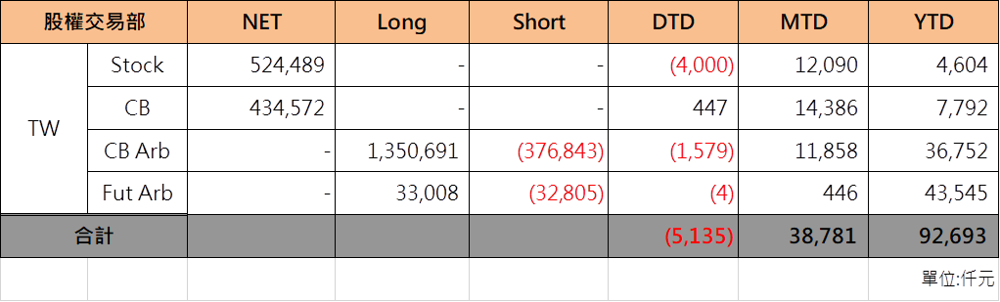 股權交易部 NET Long Short DTD MTD YTD
TW
Stock 524,489 - - (4,000) 12,090 4,604
CB 434,572 - - 447 14,386 7,792
CB Arb - 1,350,691 (376,843) (1,579) 11,858 36,752
Fut Arb - 33,008 (32,805) (4) 446 43,545
合計 (5,135) 38,781 92,693
單位:仟元